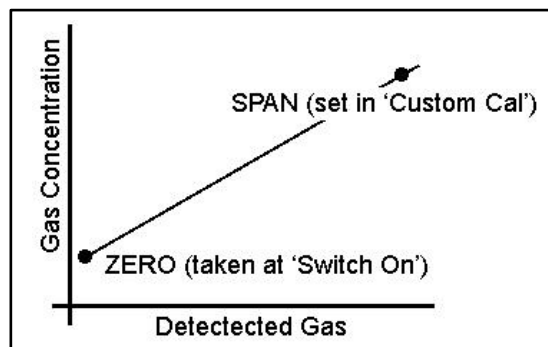 Gas Concentration
SPAN (set in ‘Custom Cal’)
ZERO (taken at ‘Switch On’)
Detectected Gas